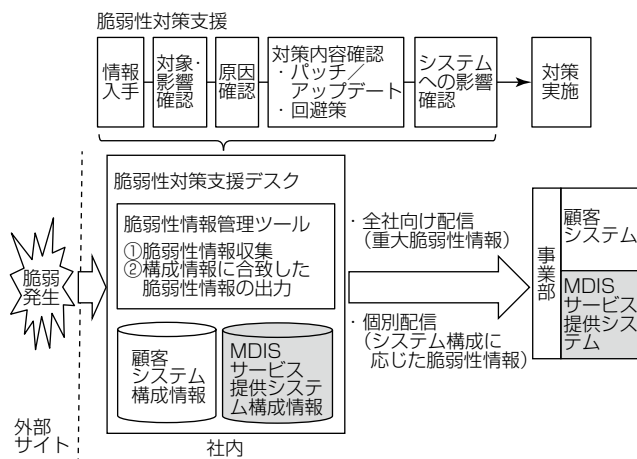 脆弱性対策支援
情報
入手
対象・
影響
確認
原因
確認
対策内容確認
・パッチ／
アップデート
・回避策
システム
への影響
確認
対策
実施
脆弱性対策支援デスク
脆弱性情報管理ツール
①脆弱性情報収集
②構成情報に合致した
脆弱性情報の出力
顧客
システム
構成情報
MDIS
サービス
提供システ
ム構成情報
脆弱
発生
・全社向け配信
（重大脆弱性情報）
・個別配信
（システム構成に
応じた脆弱性情報）
事業部
顧客
システム
MDIS
サービス
提供シス
テム
外部
サイト
社内